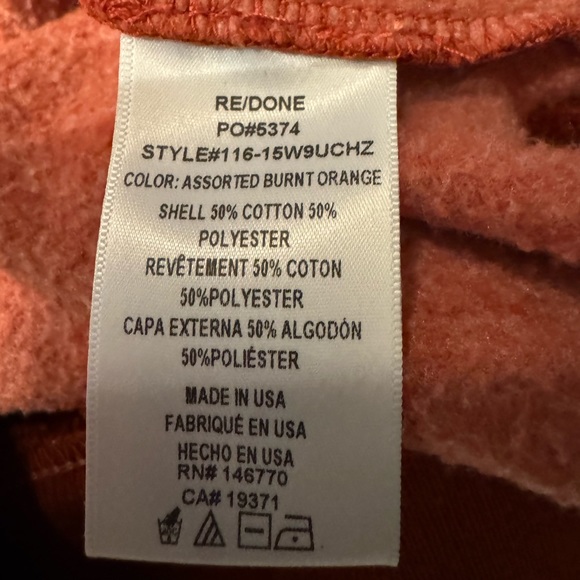 RE/DONE
PO#5374
STYLE#116-15W9UCHZ
COLOR: ASSORTED BURNT ORANGE
SHELL 50% COTTON 50%
POLYESTER
REVÊTEMENT 50% COTON
50%POLYESTER
CAPA EXTERNA 50% ALGODÓN
50%POLIÉSTER
MADE IN USA
FABRIQUÉ EN USA
HECHO EN USA
RN# 146770
CA# 19371